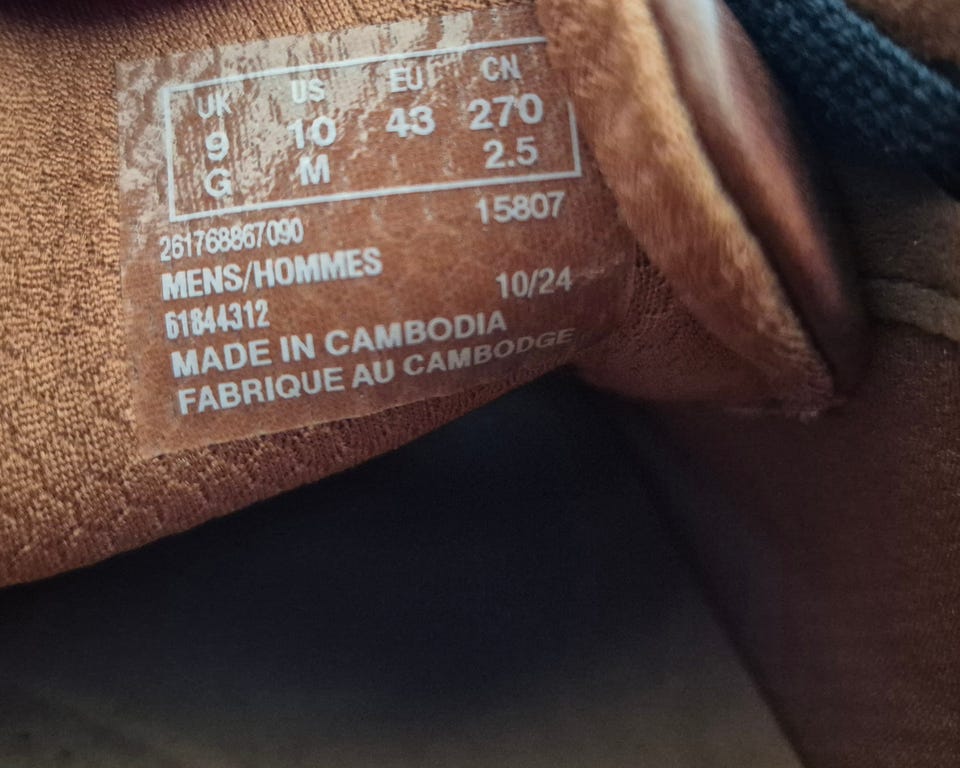 UK US EU CN
9 10 43 270
G M 2.5
261768867090 15807
MENS/HOMMES
61844312 10/24
MADE IN CAMBODIA
FABRIQUE AU CAMBODGE